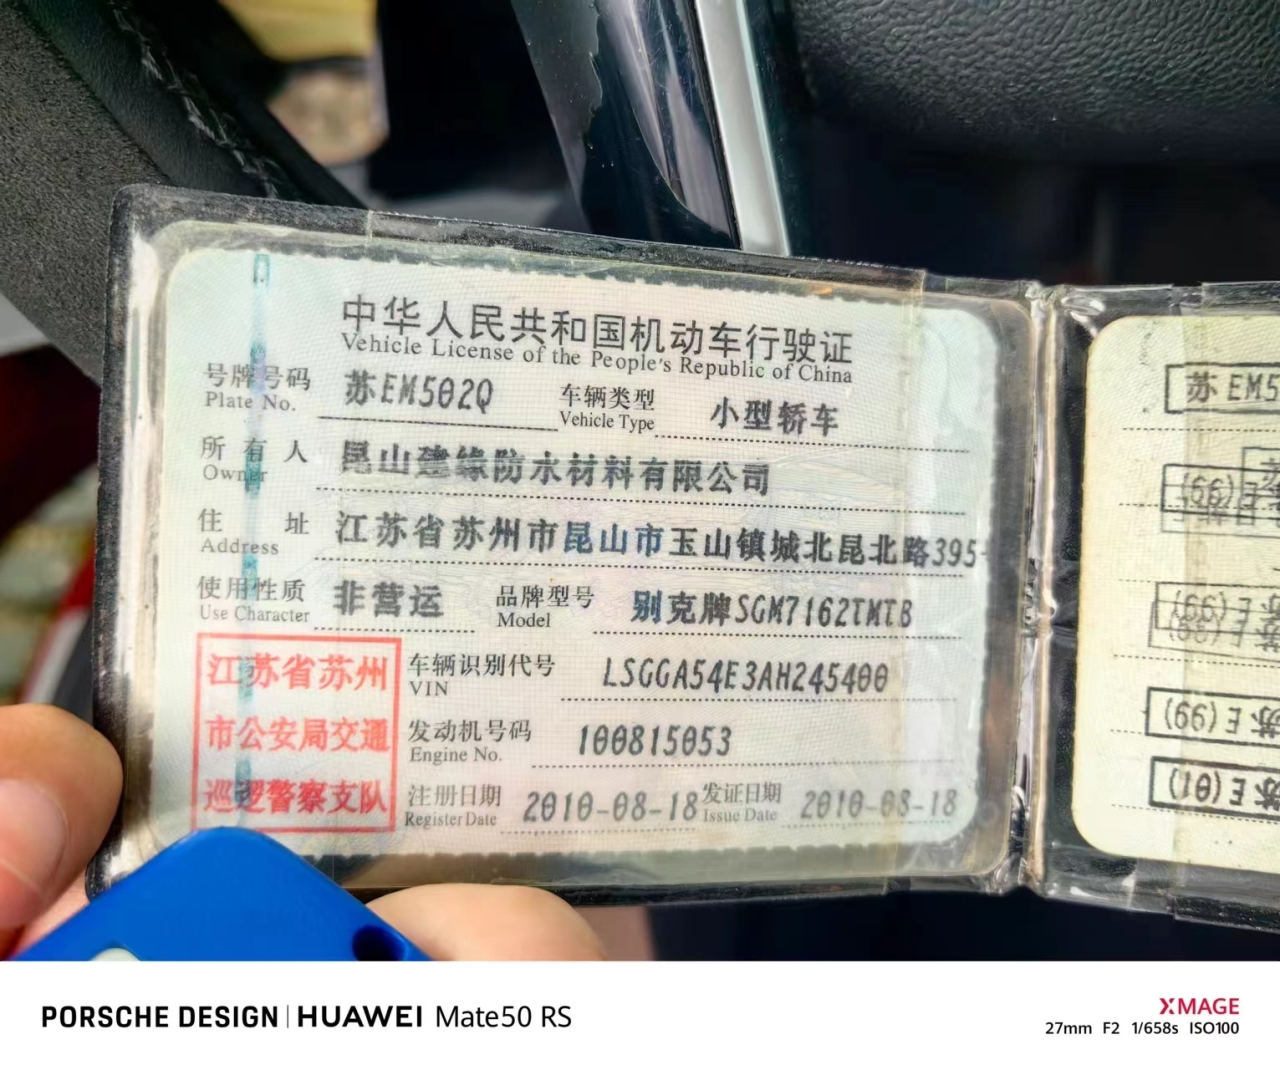 中华人民共和国机动车行驶证
Vehicle License of the People's Republic of China
号牌号码 苏EM502Q 车辆类型 小型轿车
Plate No. Vehicle Type
所有人 昆山建缘防水材料有限公司
Owner
住址 江苏省苏州市昆山市玉山镇城北昆北路395
Address
使用性质 非营运 品牌型号 别克牌SGM7162TMTB
Use Character Model
江苏省苏州
市公安局交通
巡逻警察支队
车辆识别代号 LSGGA54E3AH245400
VIN
发动机号码 100815053
Engine No.
注册日期 2010-08-18 发证日期 2010-08-18
Register Date Issue Date
苏EM5
PORSCHE DESIGN | HUAWEI Mate50 RS
XMAGE
27mm F2 1/658s ISO100